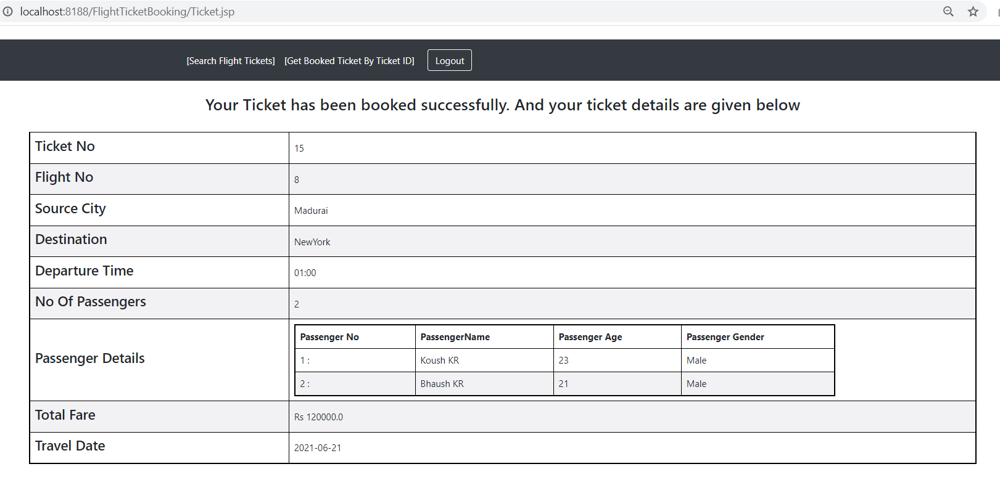 localhost:8188/FlightTicketBooking/Ticket.jsp
[Search Flight Tickets] [Get Booked Ticket By Ticket ID] Logout
Your Ticket has been booked successfully. And your ticket details are given below
Ticket No 15
Flight No 8
Source City Madurai
Destination NewYork
Departure Time 01:00
No Of Passengers 2
Passenger Details
Passenger No PassengerName Passenger Age Passenger Gender
1 : Koush KR 23 Male
2 : Bhaush KR 21 Male
Total Fare Rs 120000.0
Travel Date 2021-06-21